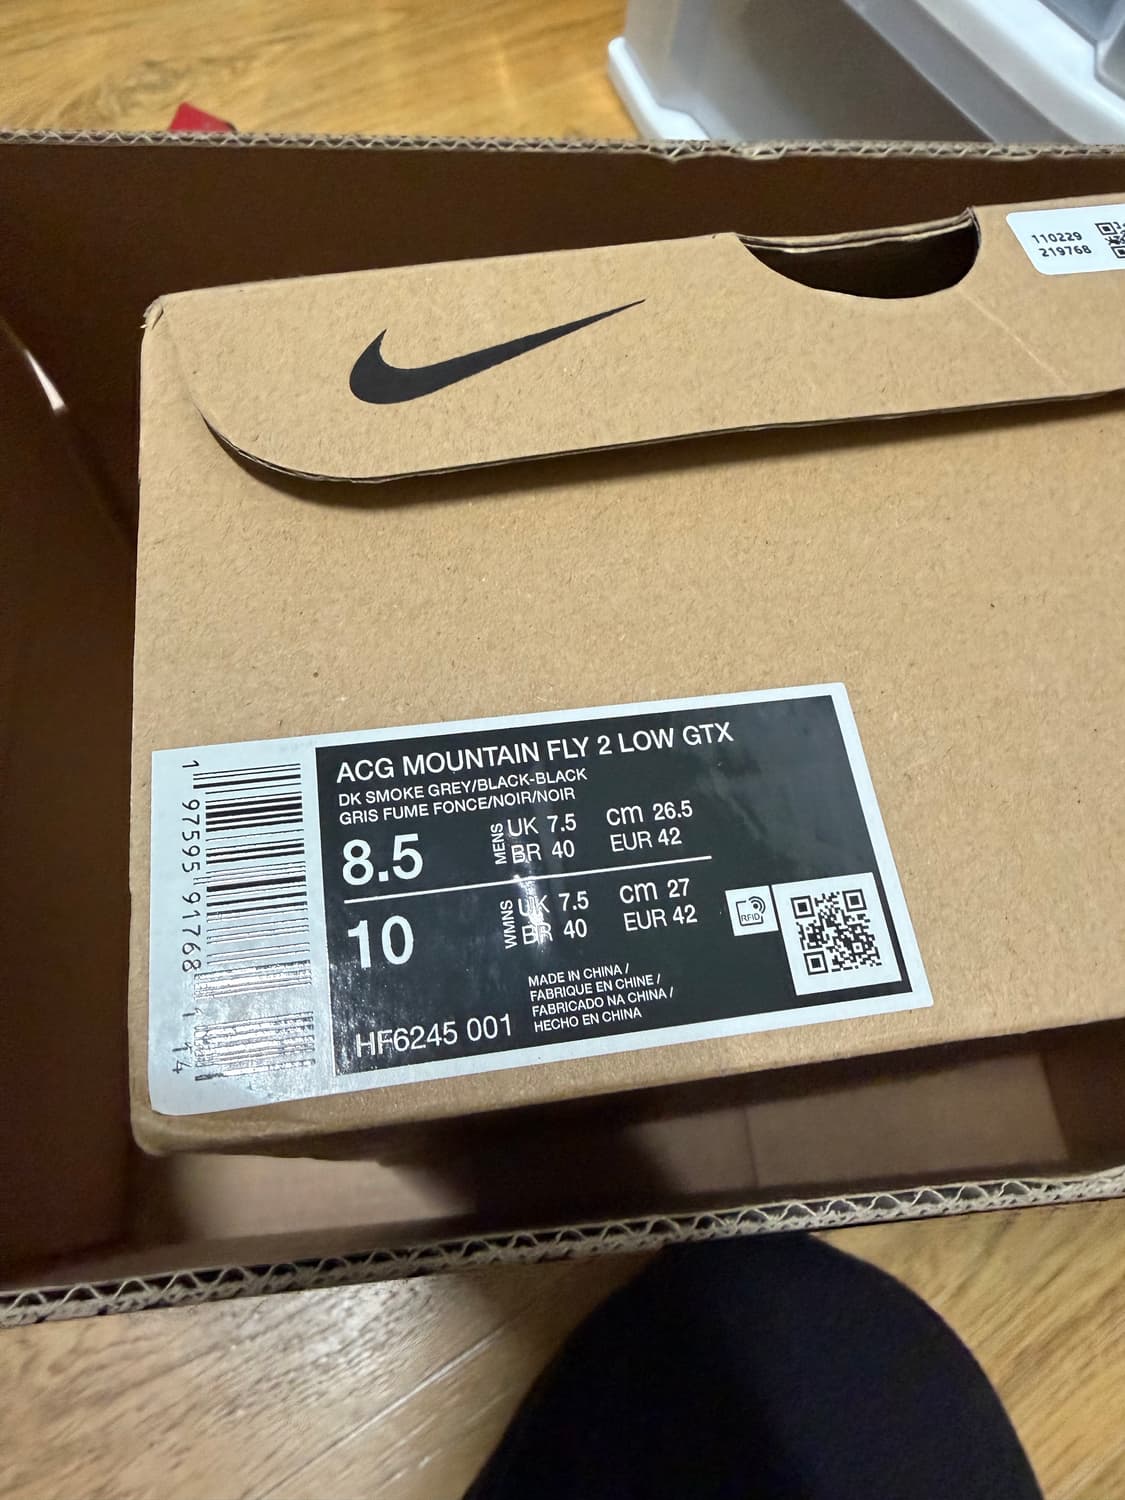 110229
219768
ACG MOUNTAIN FLY 2 LOW GTX
DK SMOKE GREY/BLACK-BLACK
GRIS FUME FONCE/NOIR/NOIR
8.5
MENS
UK 7.5 cm 26.5
BR 40 EUR 42
10
WMNS
UK 7.5 cm 27
BR 40 EUR 42
RFID
MADE IN CHINA /
FABRIQUE EN CHINE /
FABRICADO NA CHINA /
HECHO EN CHINA
HF6245 001
1 97595 91768 1 14